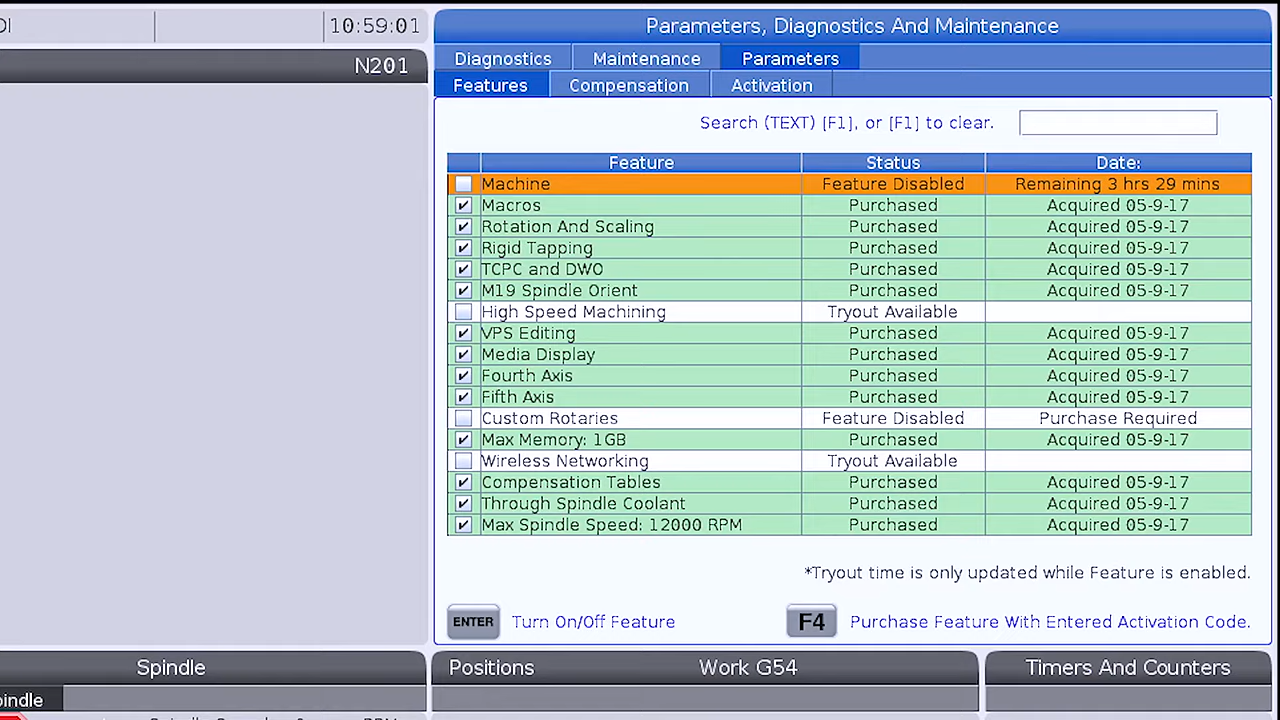 10:59:01
N201
Parameters, Diagnostics And Maintenance
Diagnostics Maintenance Parameters
Features Compensation Activation
Search (TEXT) [F1], or [F1] to clear.
Feature Status Date:
Machine Feature Disabled Remaining 3 hrs 29 mins
Macros Purchased Acquired 05-9-17
Rotation And Scaling Purchased Acquired 05-9-17
Rigid Tapping Purchased Acquired 05-9-17
TCPC and DWO Purchased Acquired 05-9-17
M19 Spindle Orient Purchased Acquired 05-9-17
High Speed Machining Tryout Available
VPS Editing Purchased Acquired 05-9-17
Media Display Purchased Acquired 05-9-17
Fourth Axis Purchased Acquired 05-9-17
Fifth Axis Purchased Acquired 05-9-17
Custom Rotaries Feature Disabled Purchase Required
Max Memory: 1GB Purchased Acquired 05-9-17
Wireless Networking Tryout Available
Compensation Tables Purchased Acquired 05-9-17
Through Spindle Coolant Purchased Acquired 05-9-17
Max Spindle Speed: 12000 RPM Purchased Acquired 05-9-17
*Tryout time is only updated while Feature is enabled.
ENTER Turn On/Off Feature F4 Purchase Feature With Entered Activation Code.
Spindle Positions Work G54 Timers And Counters
pindle